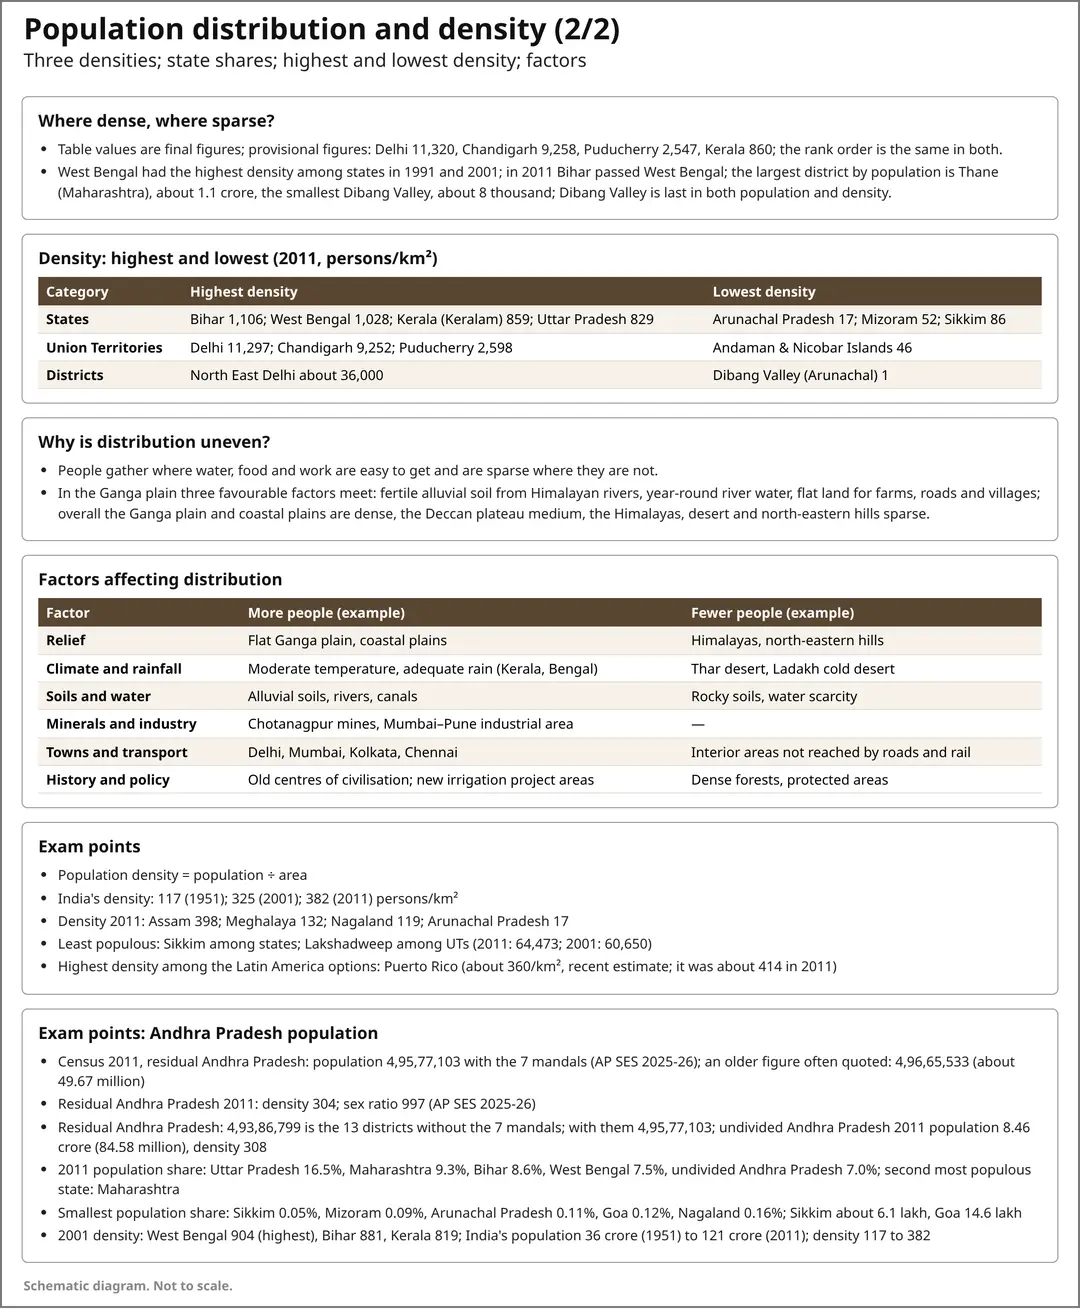 Population distribution and density (2/2)
Three densities; state shares; highest and lowest density; factors
Where dense, where sparse?
• Table values are final figures; provisional figures: Delhi 11,320, Chandigarh 9,258, Puducherry 2,547, Kerala 860; the rank order is the same in both.
• West Bengal had the highest density among states in 1991 and 2001; in 2011 Bihar passed West Bengal; the largest district by population is Thane
(Maharashtra), about 1.1 crore, the smallest Dibang Valley, about 8 thousand; Dibang Valley is last in both population and density.
Density: highest and lowest (2011, persons/km²)
Category Highest density Lowest density
States Bihar 1,106; West Bengal 1,028; Kerala (Keralam) 859; Uttar Pradesh 829 Arunachal Pradesh 17; Mizoram 52; Sikkim 86
Union Territories Delhi 11,297; Chandigarh 9,252; Puducherry 2,598 Andaman & Nicobar Islands 46
Districts North East Delhi about 36,000 Dibang Valley (Arunachal) 1
Why is distribution uneven?
• People gather where water, food and work are easy to get and are sparse where they are not.
• In the Ganga plain three favourable factors meet: fertile alluvial soil from Himalayan rivers, year-round river water, flat land for farms, roads and villages;
overall the Ganga plain and coastal plains are dense, the Deccan plateau medium, the Himalayas, desert and north-eastern hills sparse.
Factors affecting distribution
Factor More people (example) Fewer people (example)
Relief Flat Ganga plain, coastal plains Himalayas, north-eastern hills
Climate and rainfall Moderate temperature, adequate rain (Kerala, Bengal) Thar desert, Ladakh cold desert
Soils and water Alluvial soils, rivers, canals Rocky soils, water scarcity
Minerals and industry Chotanagpur mines, Mumbai–Pune industrial area —
Towns and transport Delhi, Mumbai, Kolkata, Chennai Interior areas not reached by roads and rail
History and policy Old centres of civilisation; new irrigation project areas Dense forests, protected areas
Exam points
• Population density = population ÷ area
• India's density: 117 (1951); 325 (2001); 382 (2011) persons/km²
• Density 2011: Assam 398; Meghalaya 132; Nagaland 119; Arunachal Pradesh 17
• Least populous: Sikkim among states; Lakshadweep among UTs (2011: 64,473; 2001: 60,650)
• Highest density among the Latin America options: Puerto Rico (about 360/km², recent estimate; it was about 414 in 2011)
Exam points: Andhra Pradesh population
• Census 2011, residual Andhra Pradesh: population 4,95,77,103 with the 7 mandals (AP SES 2025-26); an older figure often quoted: 4,96,65,533 (about
49.67 million)
• Residual Andhra Pradesh 2011: density 304; sex ratio 997 (AP SES 2025-26)
• Residual Andhra Pradesh: 4,93,86,799 is the 13 districts without the 7 mandals; with them 4,95,77,103; undivided Andhra Pradesh 2011 population 8.46
crore (84.58 million), density 308
• 2011 population share: Uttar Pradesh 16.5%, Maharashtra 9.3%, Bihar 8.6%, West Bengal 7.5%, undivided Andhra Pradesh 7.0%; second most populous
state: Maharashtra
• Smallest population share: Sikkim 0.05%, Mizoram 0.09%, Arunachal Pradesh 0.11%, Goa 0.12%, Nagaland 0.16%; Sikkim about 6.1 lakh, Goa 14.6 lakh
• 2001 density: West Bengal 904 (highest), Bihar 881, Kerala 819; India's population 36 crore (1951) to 121 crore (2011); density 117 to 382
Schematic diagram. Not to scale.